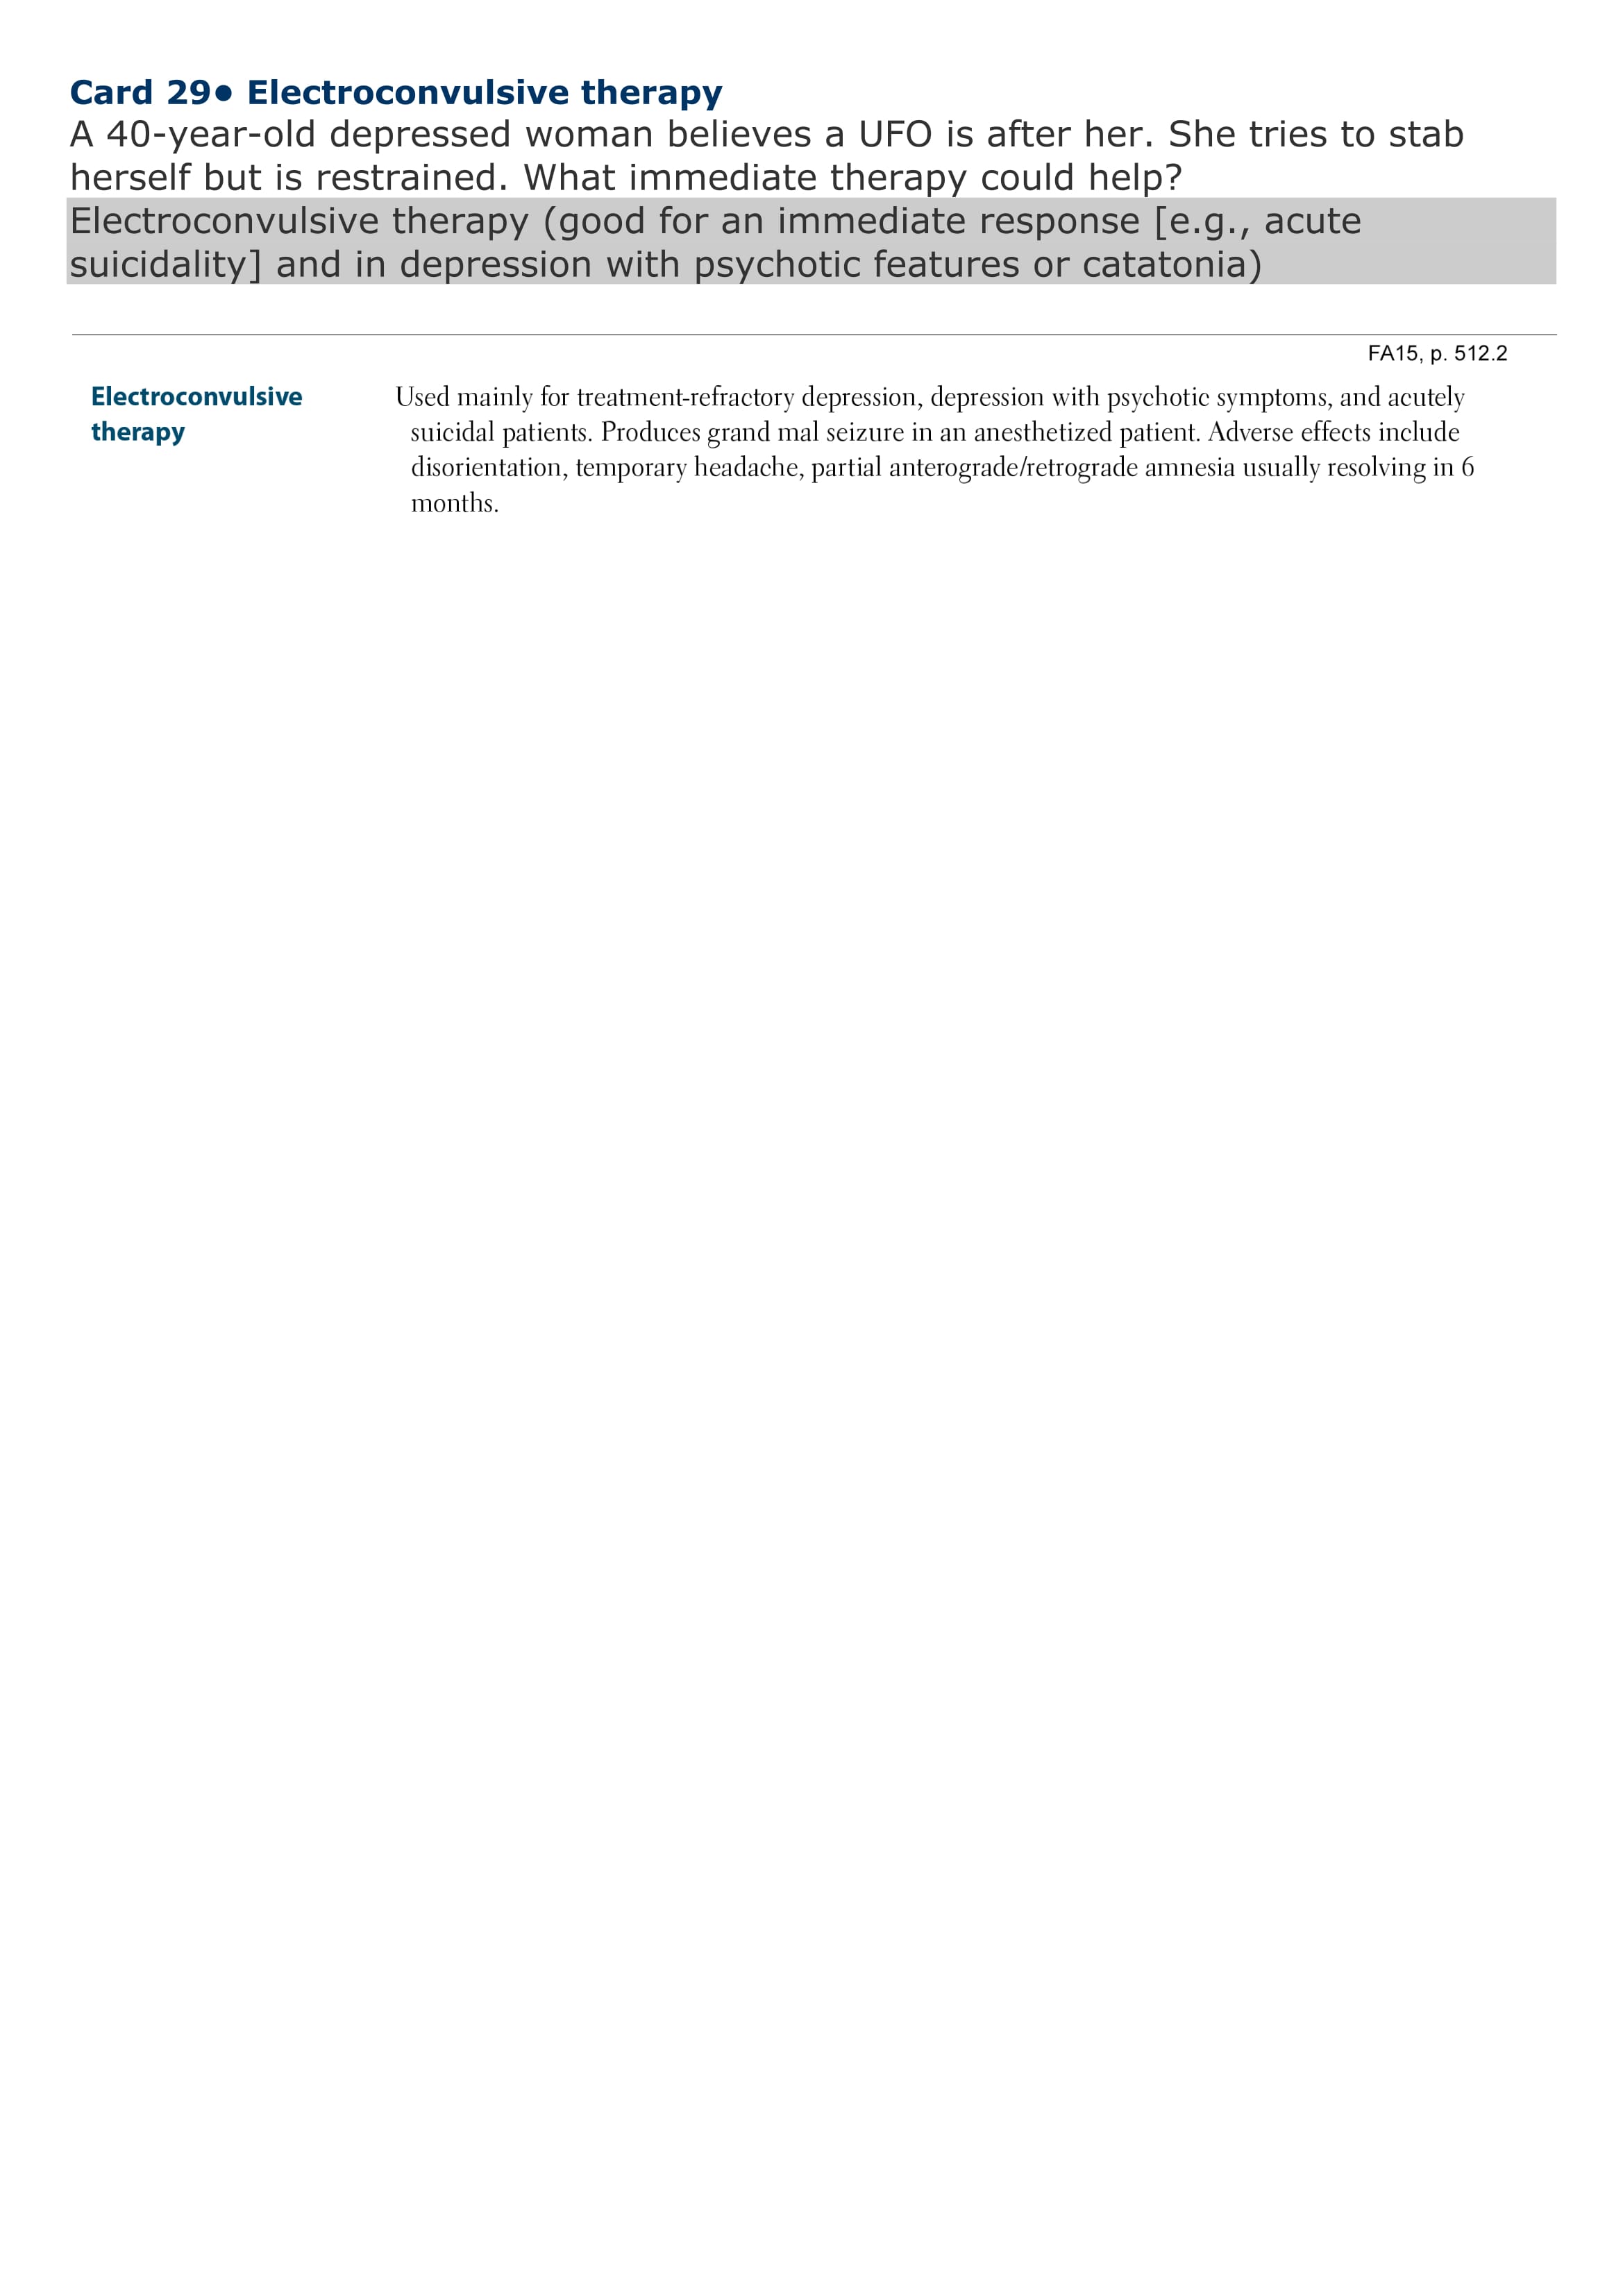 Card 29● Electroconvulsive therapy
A 40-year-old depressed woman believes a UFO is after her. She tries to stab
herself but is restrained. What immediate therapy could help?
Electroconvulsive therapy (good for an immediate response [e.g., acute
suicidality] and in depression with psychotic features or catatonia)
FA15, p. 512.2
Electroconvulsive
therapy
Used mainly for treatment-refractory depression, depression with psychotic symptoms, and acutely
suicidal patients. Produces grand mal seizure in an anesthetized patient. Adverse effects include
disorientation, temporary headache, partial anterograde/retrograde amnesia usually resolving in 6
months.